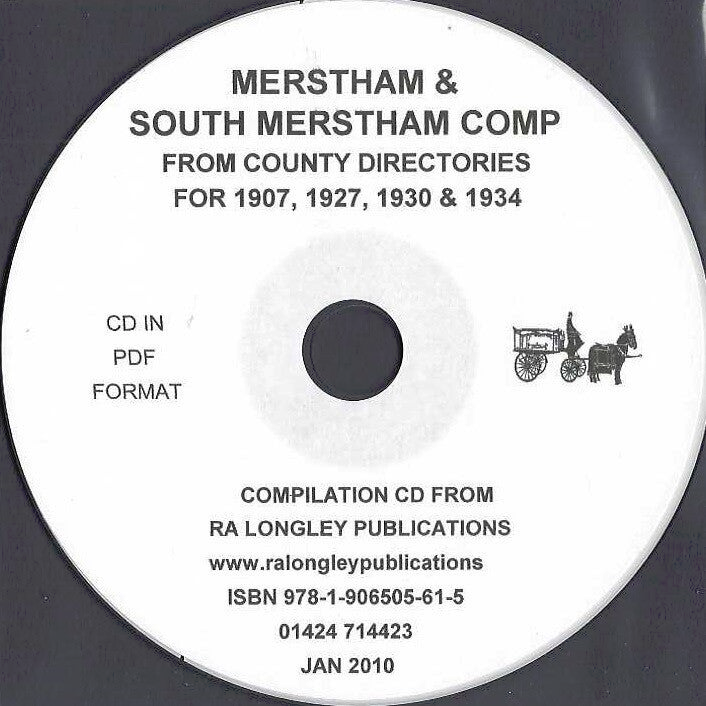 MERSTHAM &
SOUTH MERSTHAM COMP
FROM COUNTY DIRECTORIES
FOR 1907, 1927, 1930 & 1934
CD IN
PDF
FORMAT
COMPILATION CD FROM
RA LONGLEY PUBLICATIONS
www.ralongleypublications
ISBN 978-1-906505-61-5
01424 714423
JAN 2010